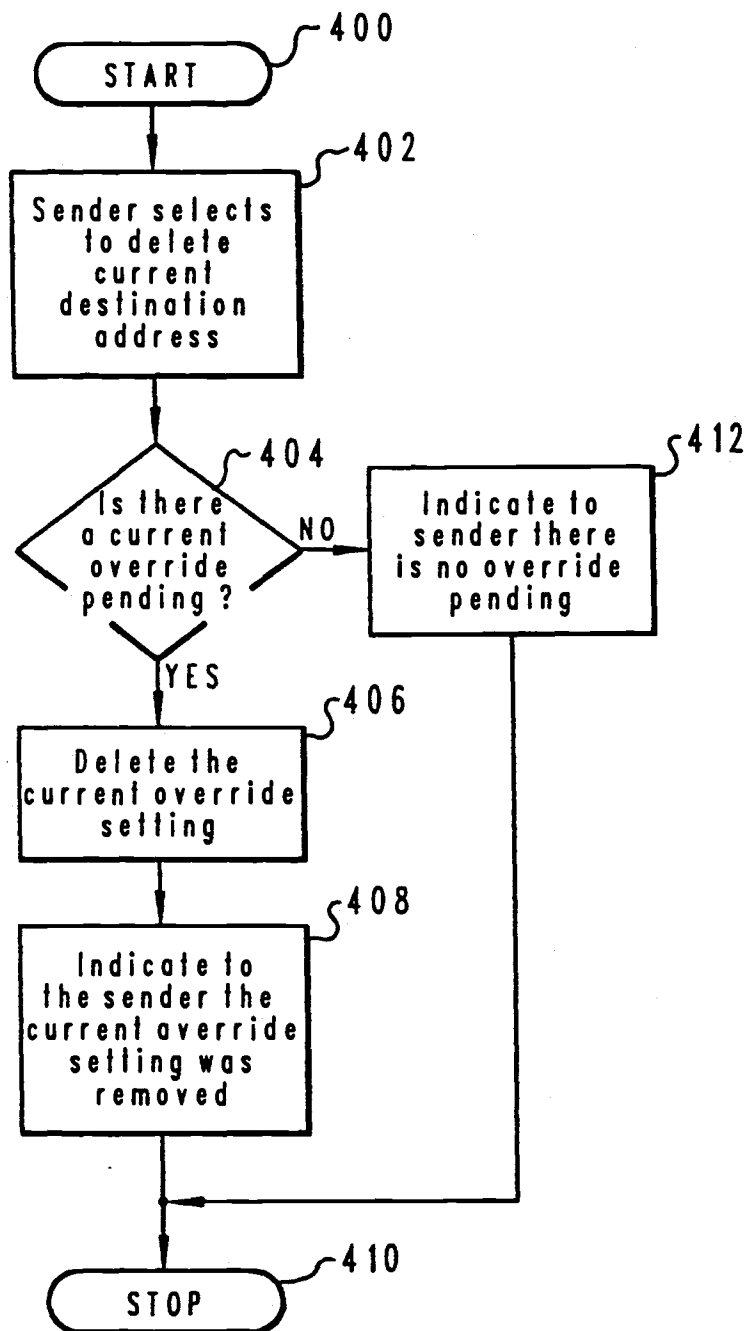 400
START
402
Sender selects
to delete
current
destination
address
404
Is there
a current
override
pending ?
NO
412
Indicate to
sender there
is no override
pending
YES
406
Delete the
current override
setting
408
Indicate to
the sender the
current averride
setting was
removed
410
STOP